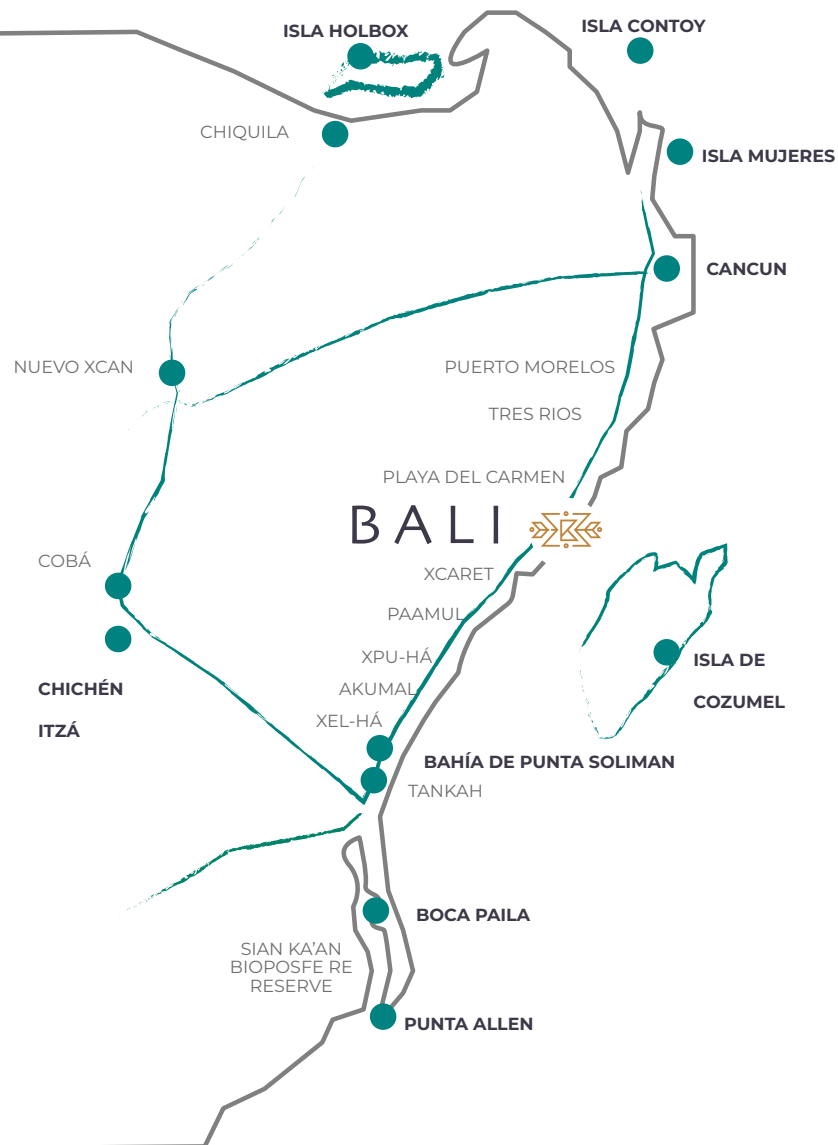 ISLA HOLBOX
ISLA CONTOY
CHIQUILA
ISLA MUJERES
CANCUN
NUEVO XCAN
PUERTO MORELOS
TRES RIOS
PLAYA DEL CARMEN
BALI
COBÁ
XCARET
PAAMUL
XPU-HÁ
ISLA DE
COZUMEL
CHICHÉN
ITZÁ
AKUMAL
XEL-HÁ
BAHÍA DE PUNTA SOLIMAN
TANKAH
BOCA PAILA
SIAN KA'AN
BIOPOSFE RE
RESERVE
PUNTA ALLEN